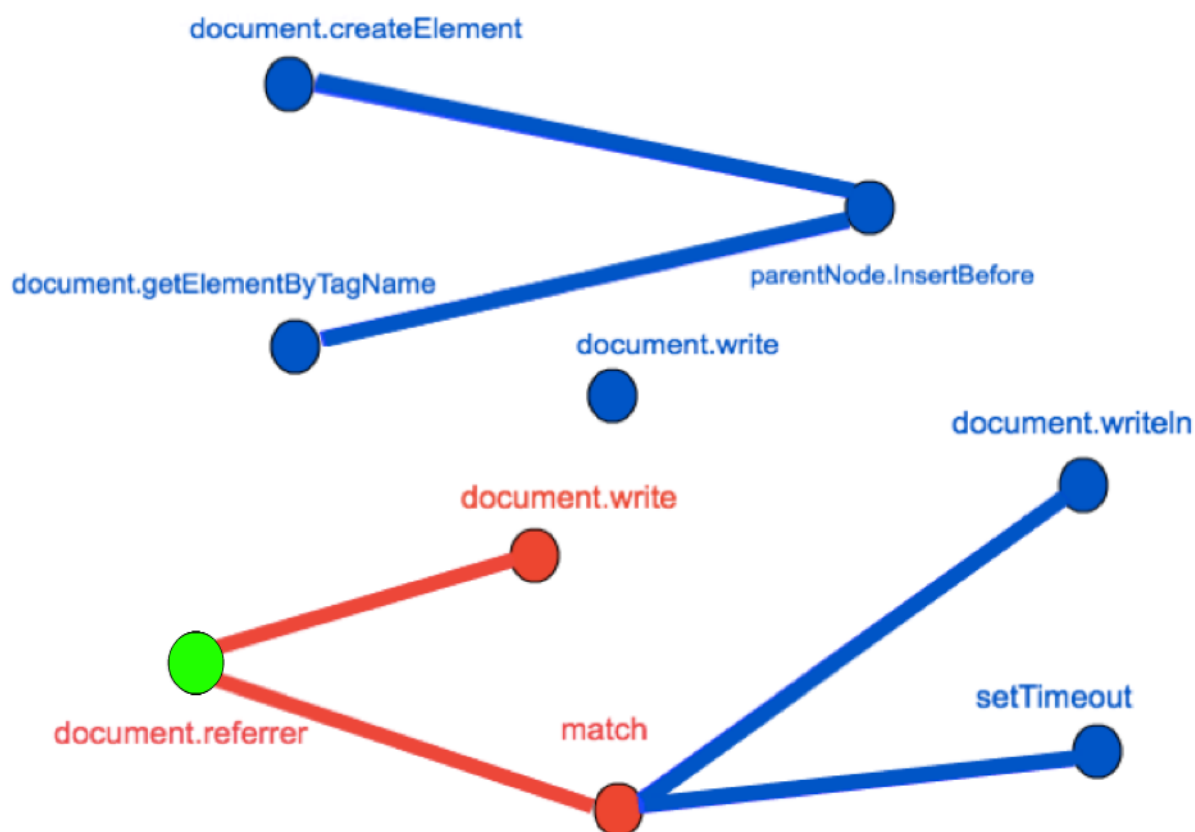 document.createElement
document.getElementByTagName
parentNode.InsertBefore
document.write
document.writeln
document.write
setTimeout
document.referrer
match